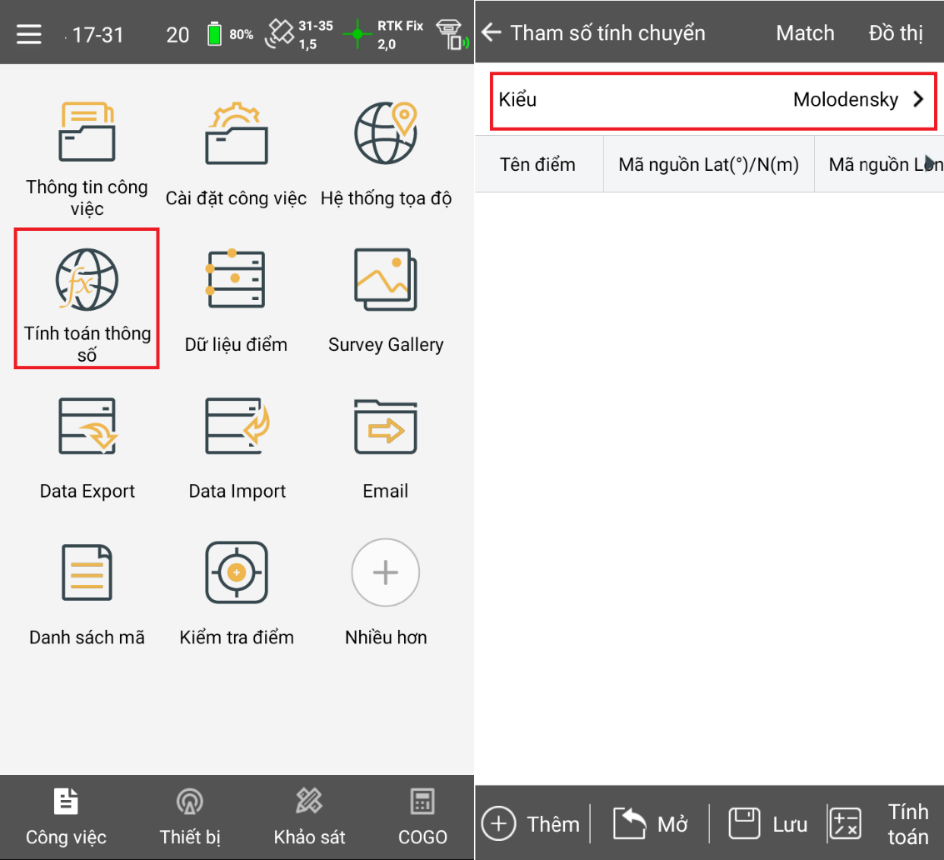 . 17-31 20 80% 31-35 RTK Fix
1,5 2,0
Thông tin công
việc
Cài đặt công việc
Hệ thống tọa độ
Tính toán thông
số
Dữ liệu điểm
Survey Gallery
Data Export
Data Import
Email
Danh sách mã
Kiểm tra điểm
Nhiều hơn
Công việc
Thiết bị
Khảo sát
COGO
Tham số tính chuyển Match Đồ thị
Kiểu Molodensky
Tên điểm Mã nguồn Lat(°)/N(m) Mã nguồn Lon
Thêm
Mở
Lưu
Tính
toán